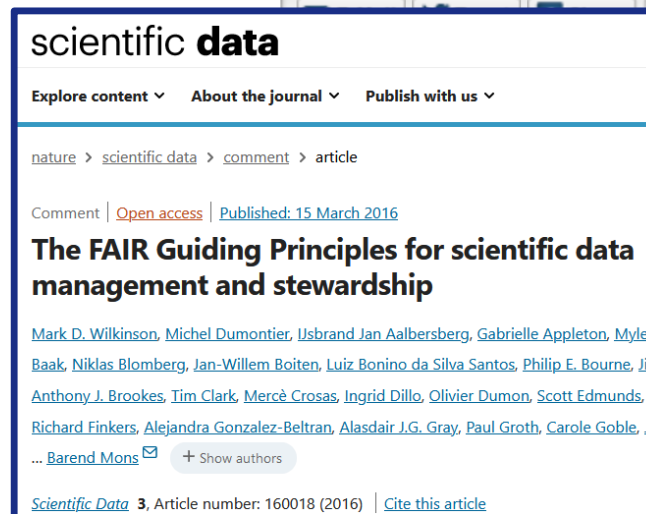 scientific data
Explore content About the journal Publish with us
nature > scientific data > comment > article
Comment | Open access | Published: 15 March 2016
The FAIR Guiding Principles for scientific data
management and stewardship
Mark D. Wilkinson, Michel Dumontier, IJsbrand Jan Aalbersberg, Gabrielle Appleton, Myle
Baak, Niklas Blomberg, Jan-Willem Boiten, Luiz Bonino da Silva Santos, Philip E. Bourne,
Anthony J. Brookes, Tim Clark, Mercè Crosas, Ingrid Dillo, Olivier Dumon, Scott Edmunds,
Richard Finkers, Alejandra Gonzalez-Beltran, Alasdair J.G. Gray, Paul Groth, Carole Goble,
... Barend Mons + Show authors
Scientific Data 3, Article number: 160018 (2016) | Cite this article